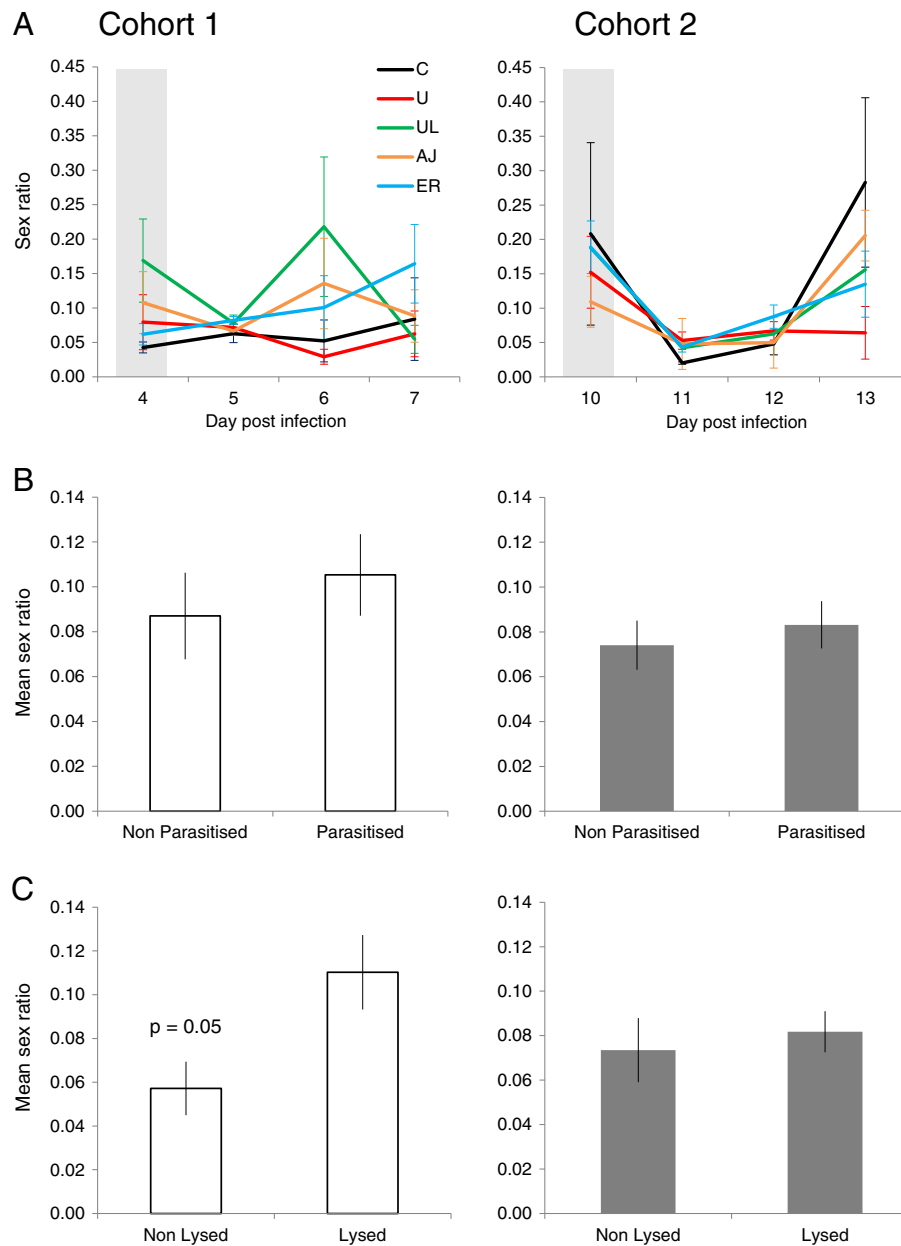 A Cohort 1 Cohort 2
0.45 0.45
C
0.40 0.40
U
0.35 0.35
UL
0.30 0.30
AJ
0.25 0.25
ER
0.20 0.20
0.15 0.15
0.10 0.10
0.05 0.05
0.00 0.00
Sex ratio
4 5 6 7 10 11 12 13
Day post infection Day post infection
B
0.14 0.14
0.12 0.12
0.10 0.10
0.08 0.08
0.06 0.06
0.04 0.04
0.02 0.02
0.00 0.00
Mean sex ratio
Non Parasitised Parasitised Non Parasitised Parasitised
C
0.14 0.14
0.12 0.12
0.10 0.10
p = 0.05
0.08 0.08
0.06 0.06
0.04 0.04
0.02 0.02
0.00 0.00
Mean sex ratio
Non Lysed Lysed Non Lysed Lysed